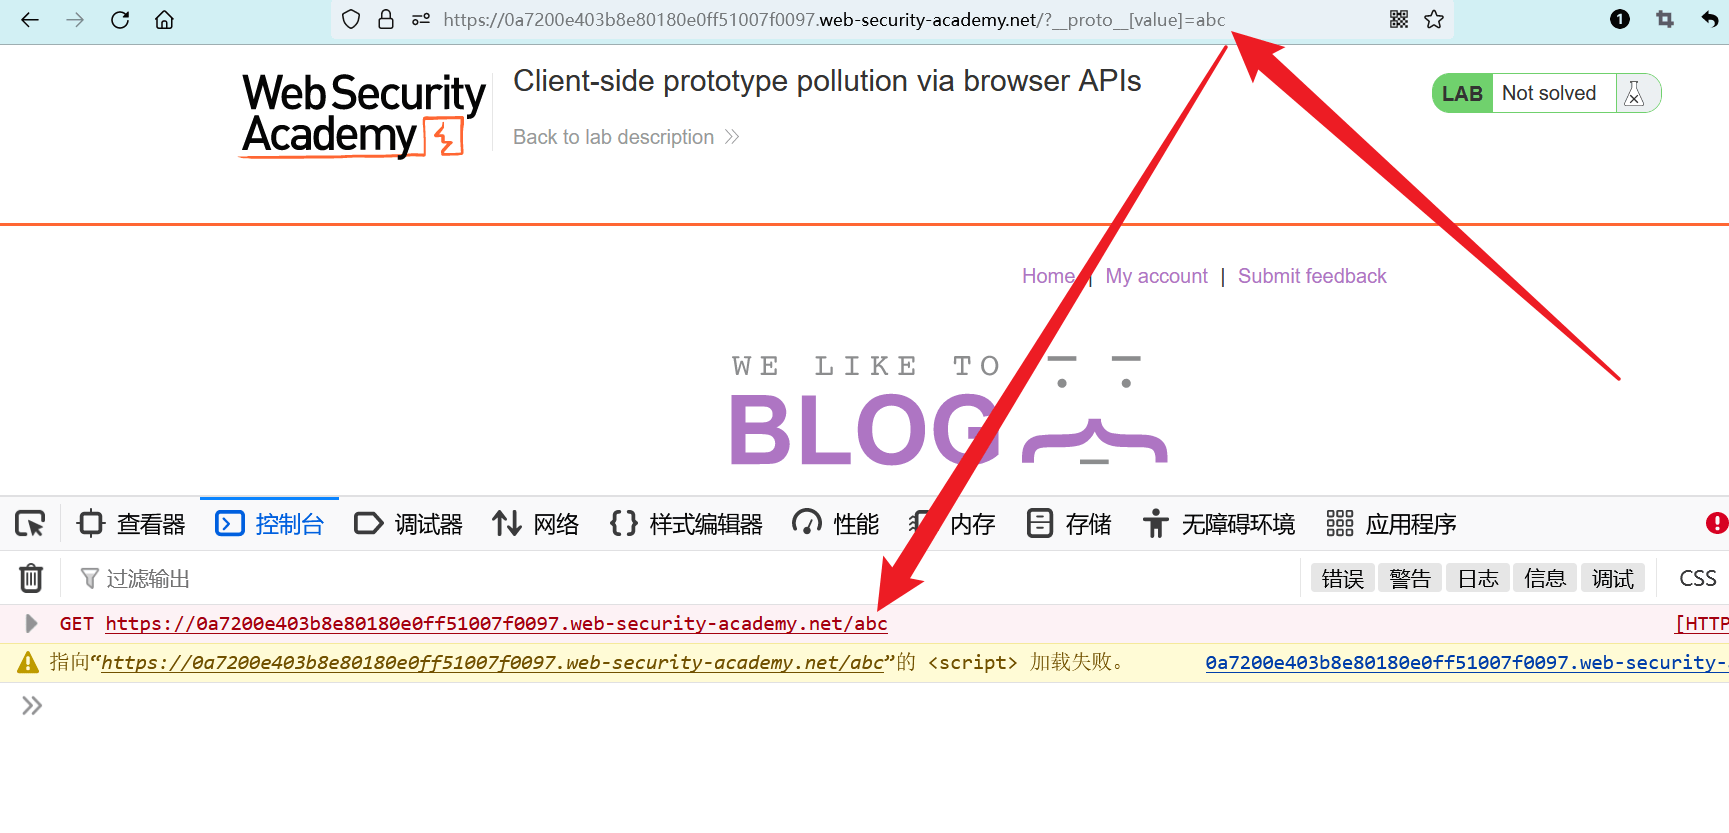 https://0a7200e403b8e80180e0ff51007f0097.web-security-academy.net/?__proto__[value]=abc
1
Web Security
Academy
Client-side prototype pollution via browser APIs
Back to lab description
LAB Not solved
Home | My account | Submit feedback
WE LIKE TO
BLOG
查看器 控制台 调试器 网络 样式编辑器 性能 内存 存储 无障碍环境 应用程序
过滤输出 错误 警告 日志 信息 调试 CSS
GET https://0a7200e403b8e80180e0ff51007f0097.web-security-academy.net/abc [HTTP
指向“https://0a7200e403b8e80180e0ff51007f0097.web-security-academy.net/abc”的 <script> 加载失败。 0a7200e403b8e80180e0ff51007f0097.web-security-